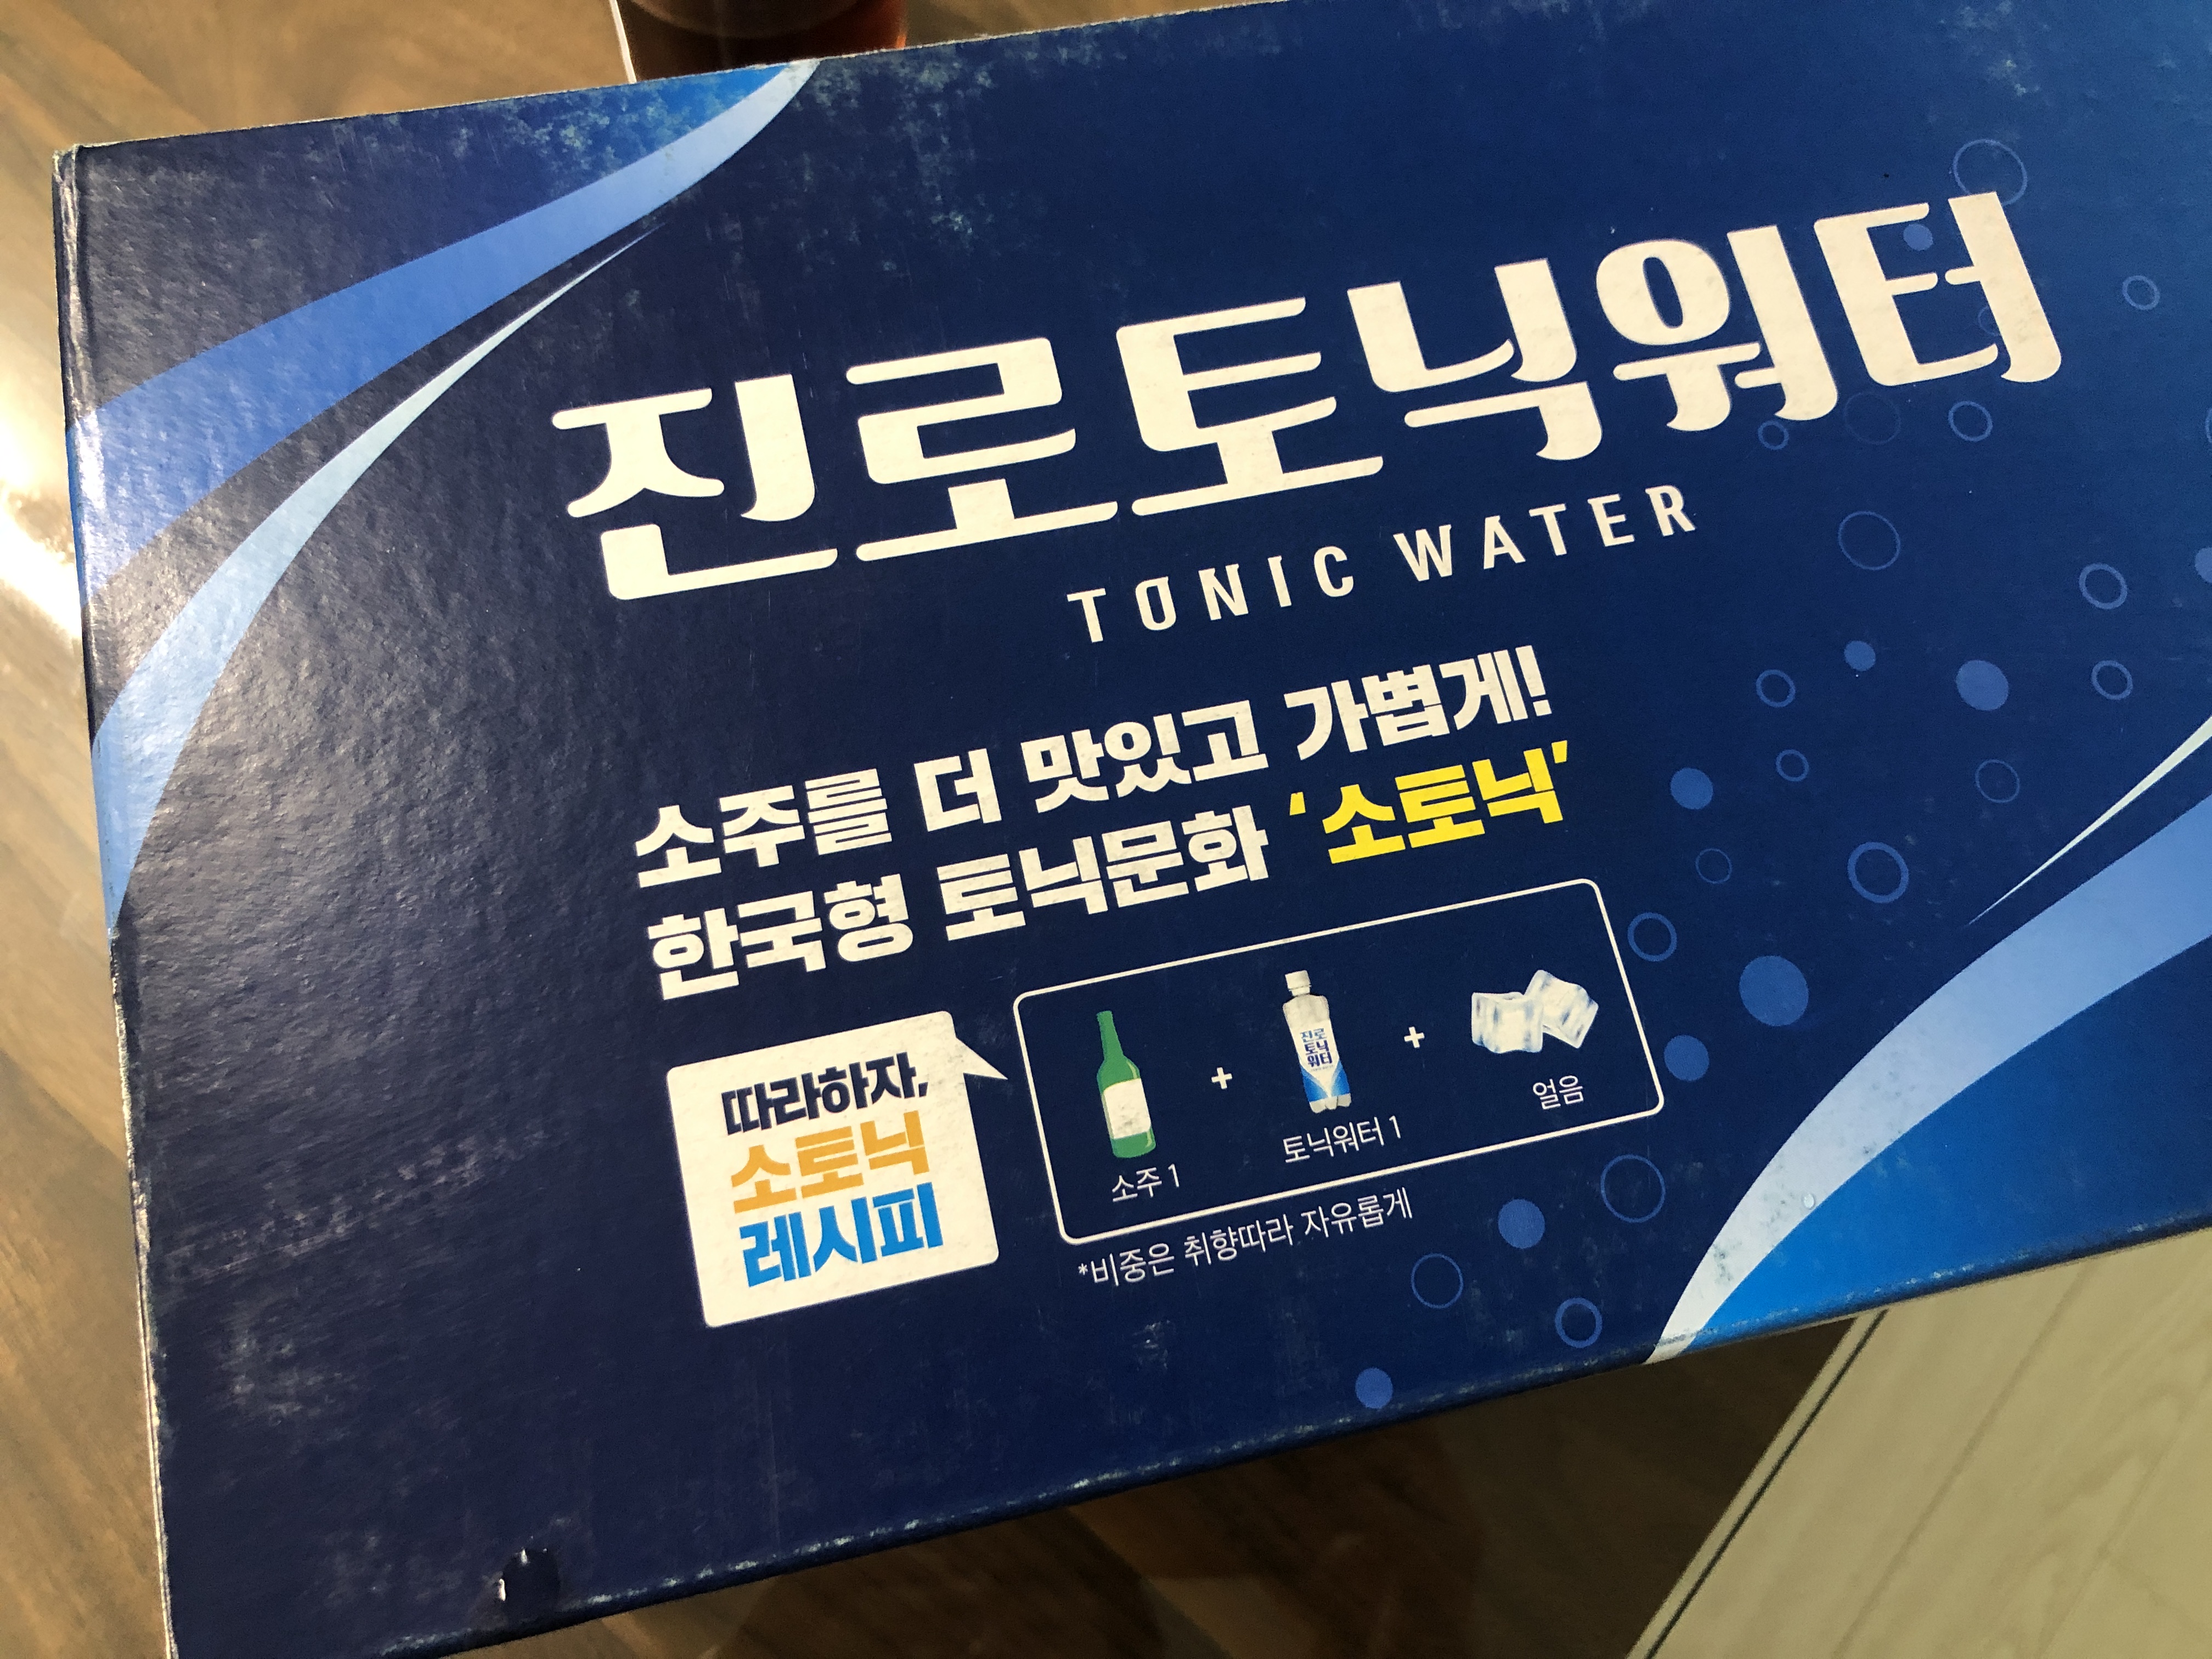 진로토닉워터
TONIC WATER
소주를 더 맛있고 가볍게!
한국형 토닉문화 '소토닉'
따라하자,
소토닉
레시피
소주 1
+
진로
토닉
워터
토닉워터 1
+
얼음
*비중은 취향따라 자유롭게